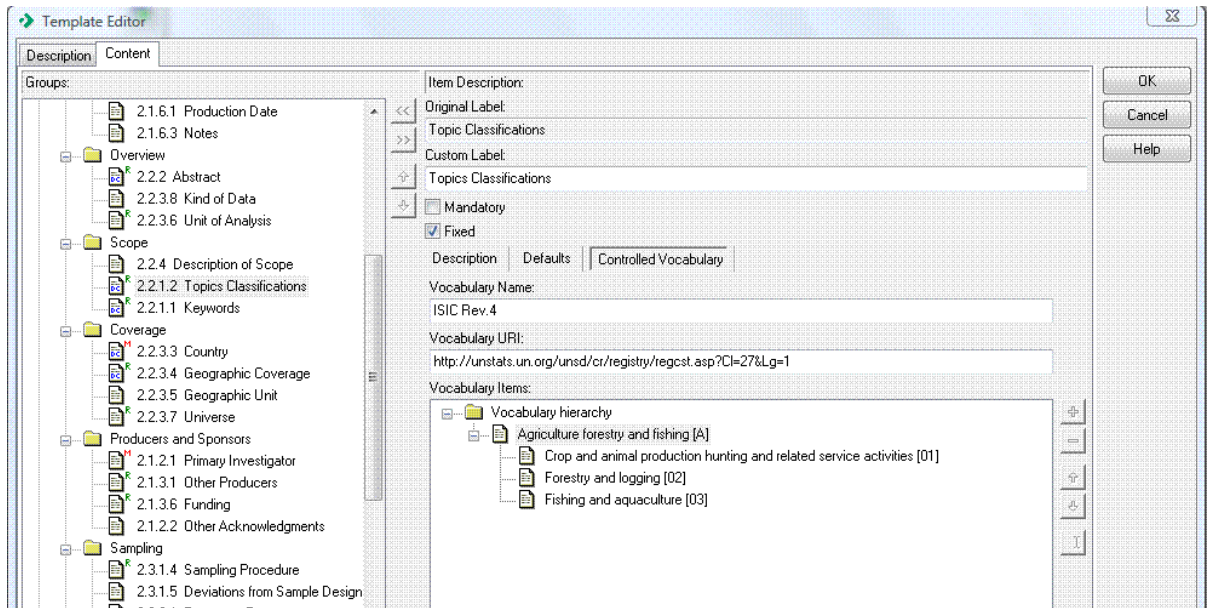 Template Editor
Description Content
Groups:
2.1.6.1 Production Date
2.1.6.3 Notes
Overview
DC R 2.2.2 Abstract
2.2.3.8 Kind of Data
R 2.2.3.6 Unit of Analysis
Scope
2.2.4 Description of Scope
DC R 2.2.1.2 Topics Classifications
DC R 2.2.1.1 Keywords
Coverage
DC M 2.2.3.3 Country
DC R 2.2.3.4 Geographic Coverage
2.2.3.5 Geographic Unit
R 2.2.3.7 Universe
Producers and Sponsors
M 2.1.2.1 Primary Investigator
R 2.1.3.1 Other Producers
R 2.1.3.6 Funding
2.1.2.2 Other Acknowledgments
Sampling
R 2.3.1.4 Sampling Procedure
2.3.1.5 Deviations from Sample Design
<<
>>
Item Description:
Original Label:
Topic Classifications
Custom Label:
Topics Classifications
Mandatory
Fixed
Description Defaults Controlled Vocabulary
Vocabulary Name:
ISIC Rev.4
Vocabulary URI:
http://unstats.un.org/unsd/cr/registry/regcst.asp?Cl=27&Lg=1
Vocabulary Items:
Vocabulary hierarchy
Agriculture forestry and fishing [A]
Crop and animal production hunting and related service activities [01]
Forestry and logging [02]
Fishing and aquaculture [03]
OK
Cancel
Help